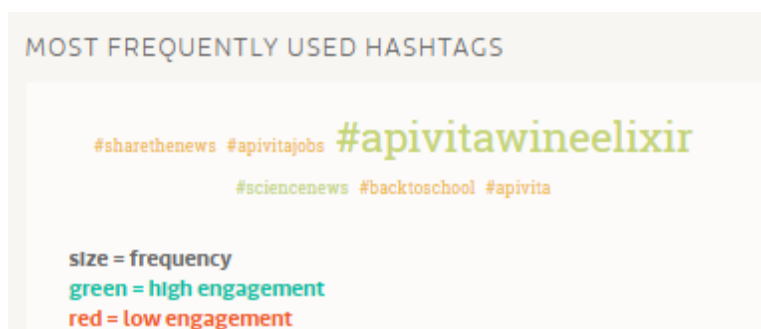 MOST FREQUENTLY USED HASHTAGS
#sharethenews #apivitajobs #apivitawineelixir
#sciencenews #backtoschool #apivita
size = frequency
green = high engagement
red = low engagement